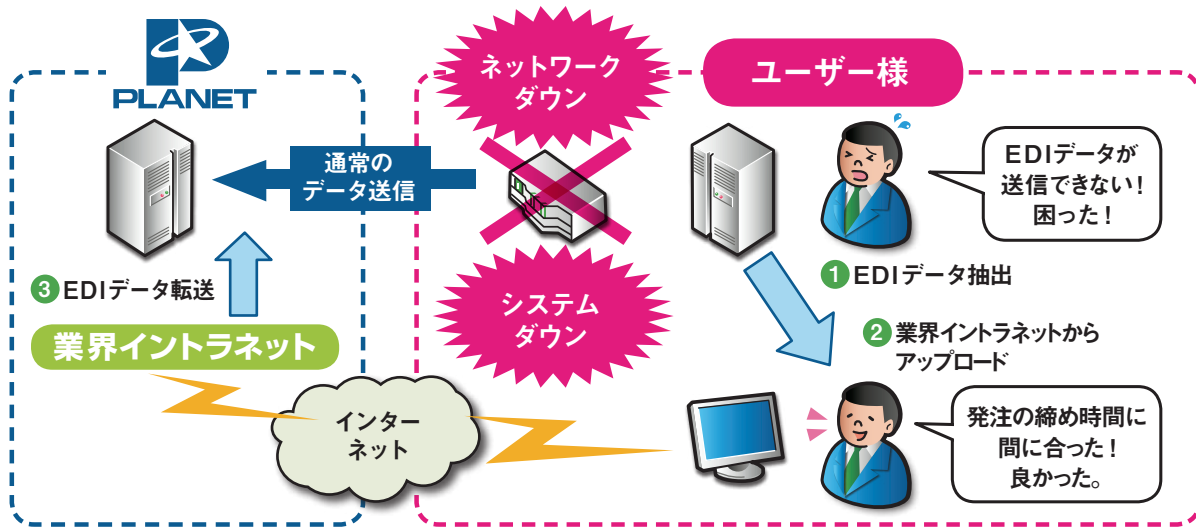 PLANET
ネットワーク
ダウン
ユーザー様
通常の
データ送信
EDIデータが
送信できない!
困った!
システム
ダウン
1 EDIデータ抽出
2 業界イントラネットから
アップロード
3 EDIデータ転送
業界イントラネット
インター
ネット
発注の締め時間に
間に合った!
良かった。